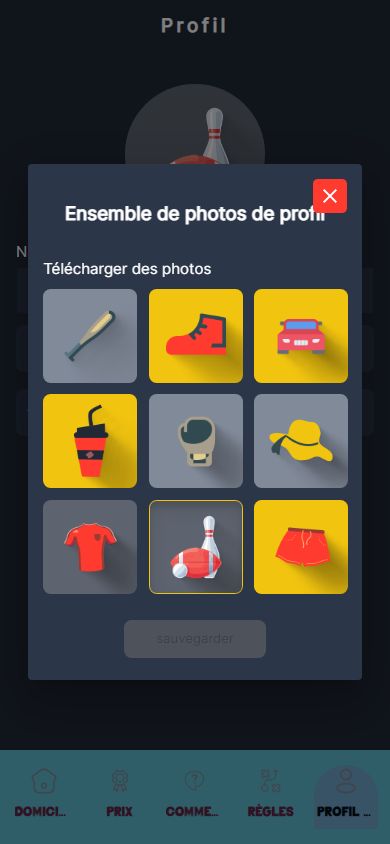 Profil
N
Ensemble de photos de profil
Télécharger des photos
sauvegarder
DOMICI... PRIX COMME... RÈGLES PROFIL ...